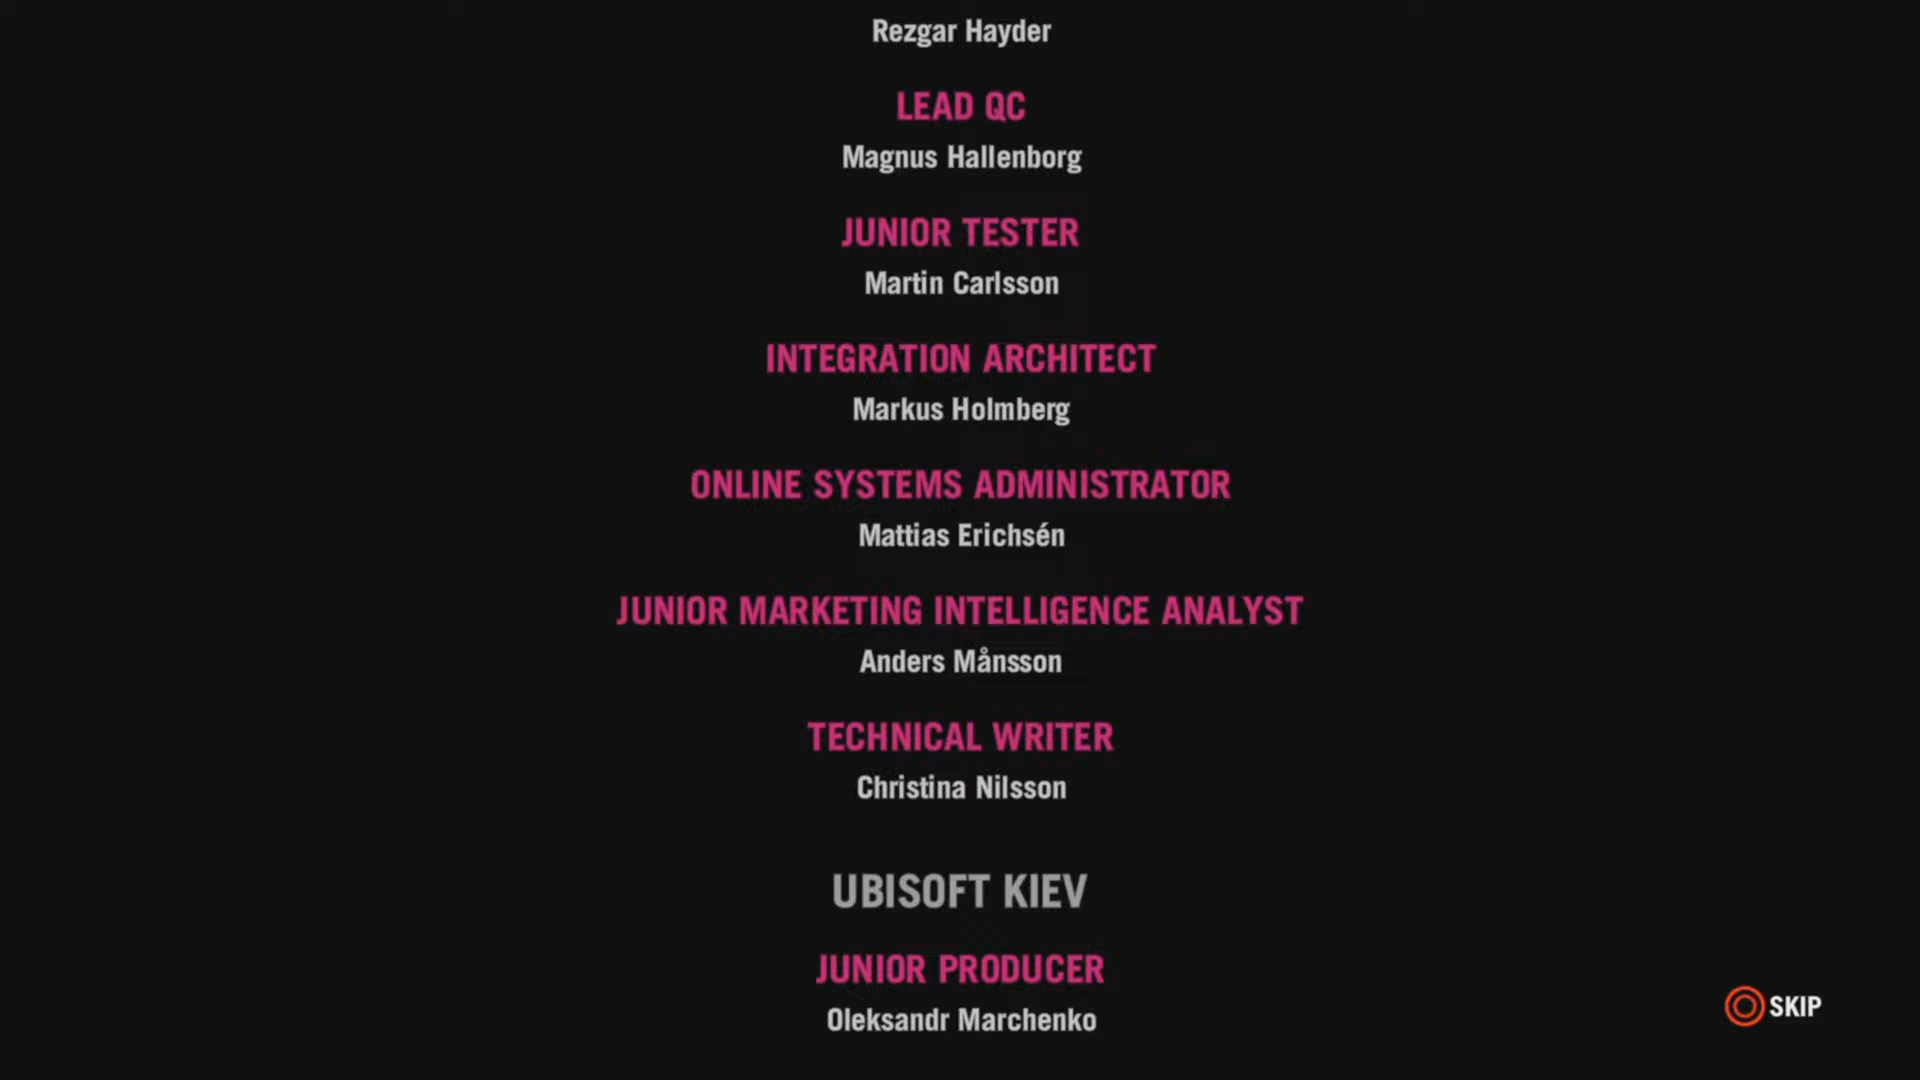 Rezgar Hayder
LEAD QC
Magnus Hallenborg
JUNIOR TESTER
Martin Carlsson
INTEGRATION ARCHITECT
Markus Holmberg
ONLINE SYSTEMS ADMINISTRATOR
Mattias Erichsén
JUNIOR MARKETING INTELLIGENCE ANALYST
Anders Månsson
TECHNICAL WRITER
Christina Nilsson
UBISOFT KIEV
JUNIOR PRODUCER
Oleksandr Marchenko
SKIP